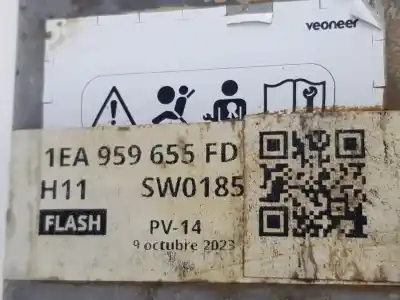 veoneer
1EA 959 655 FD
H11 SW0185
FLASH PV-14
9 octubre 2023